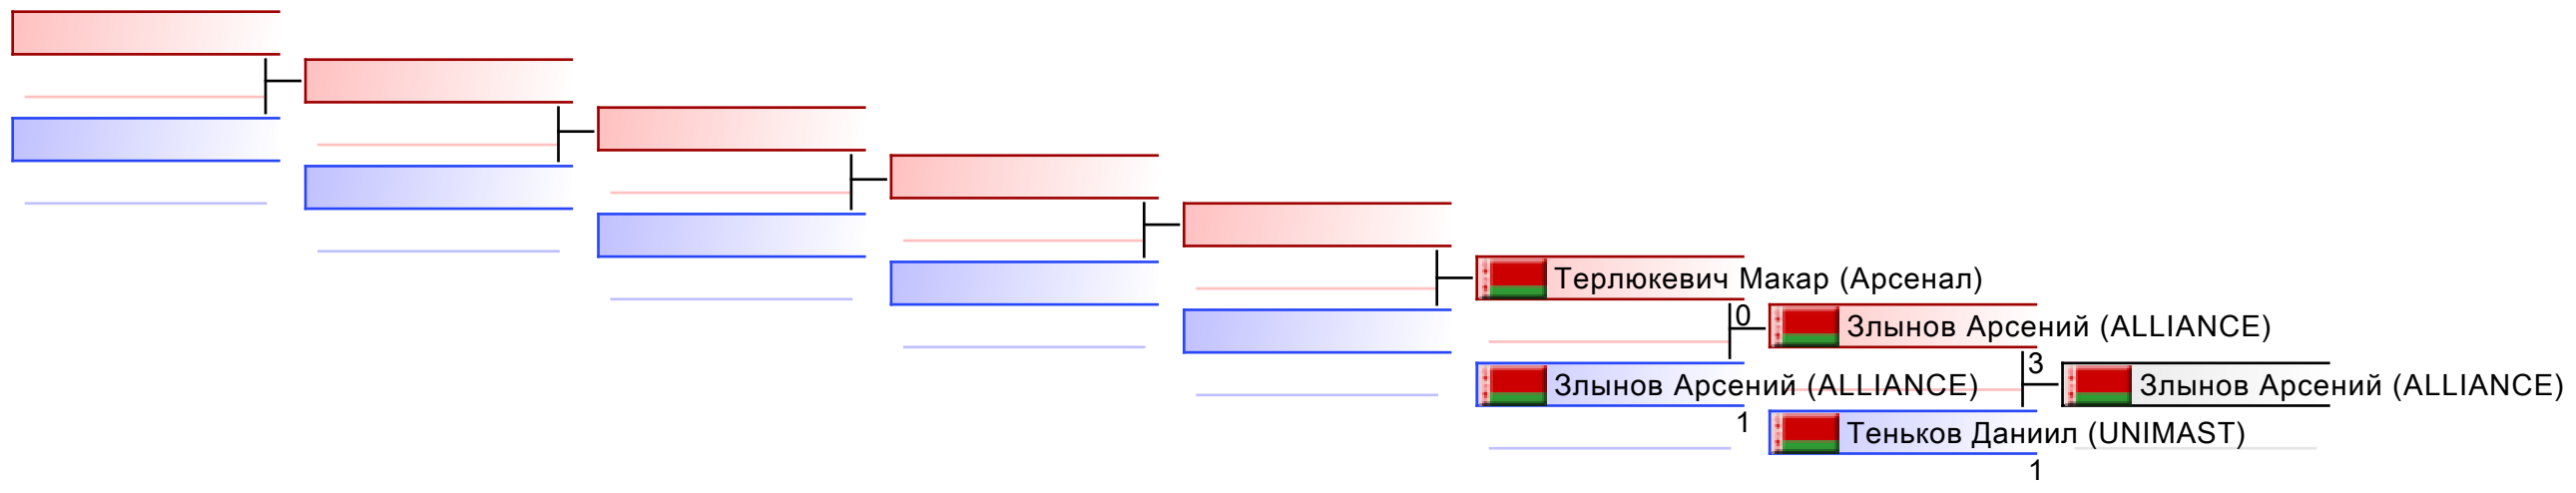 Терлюкевич Макар (Арсенал)
0
Злынов Арсений (ALLIANCE)
1
Злынов Арсений (ALLIANCE)
3
Теньков Даниил (UNIMAST)
1
Злынов Арсений (ALLIANCE)